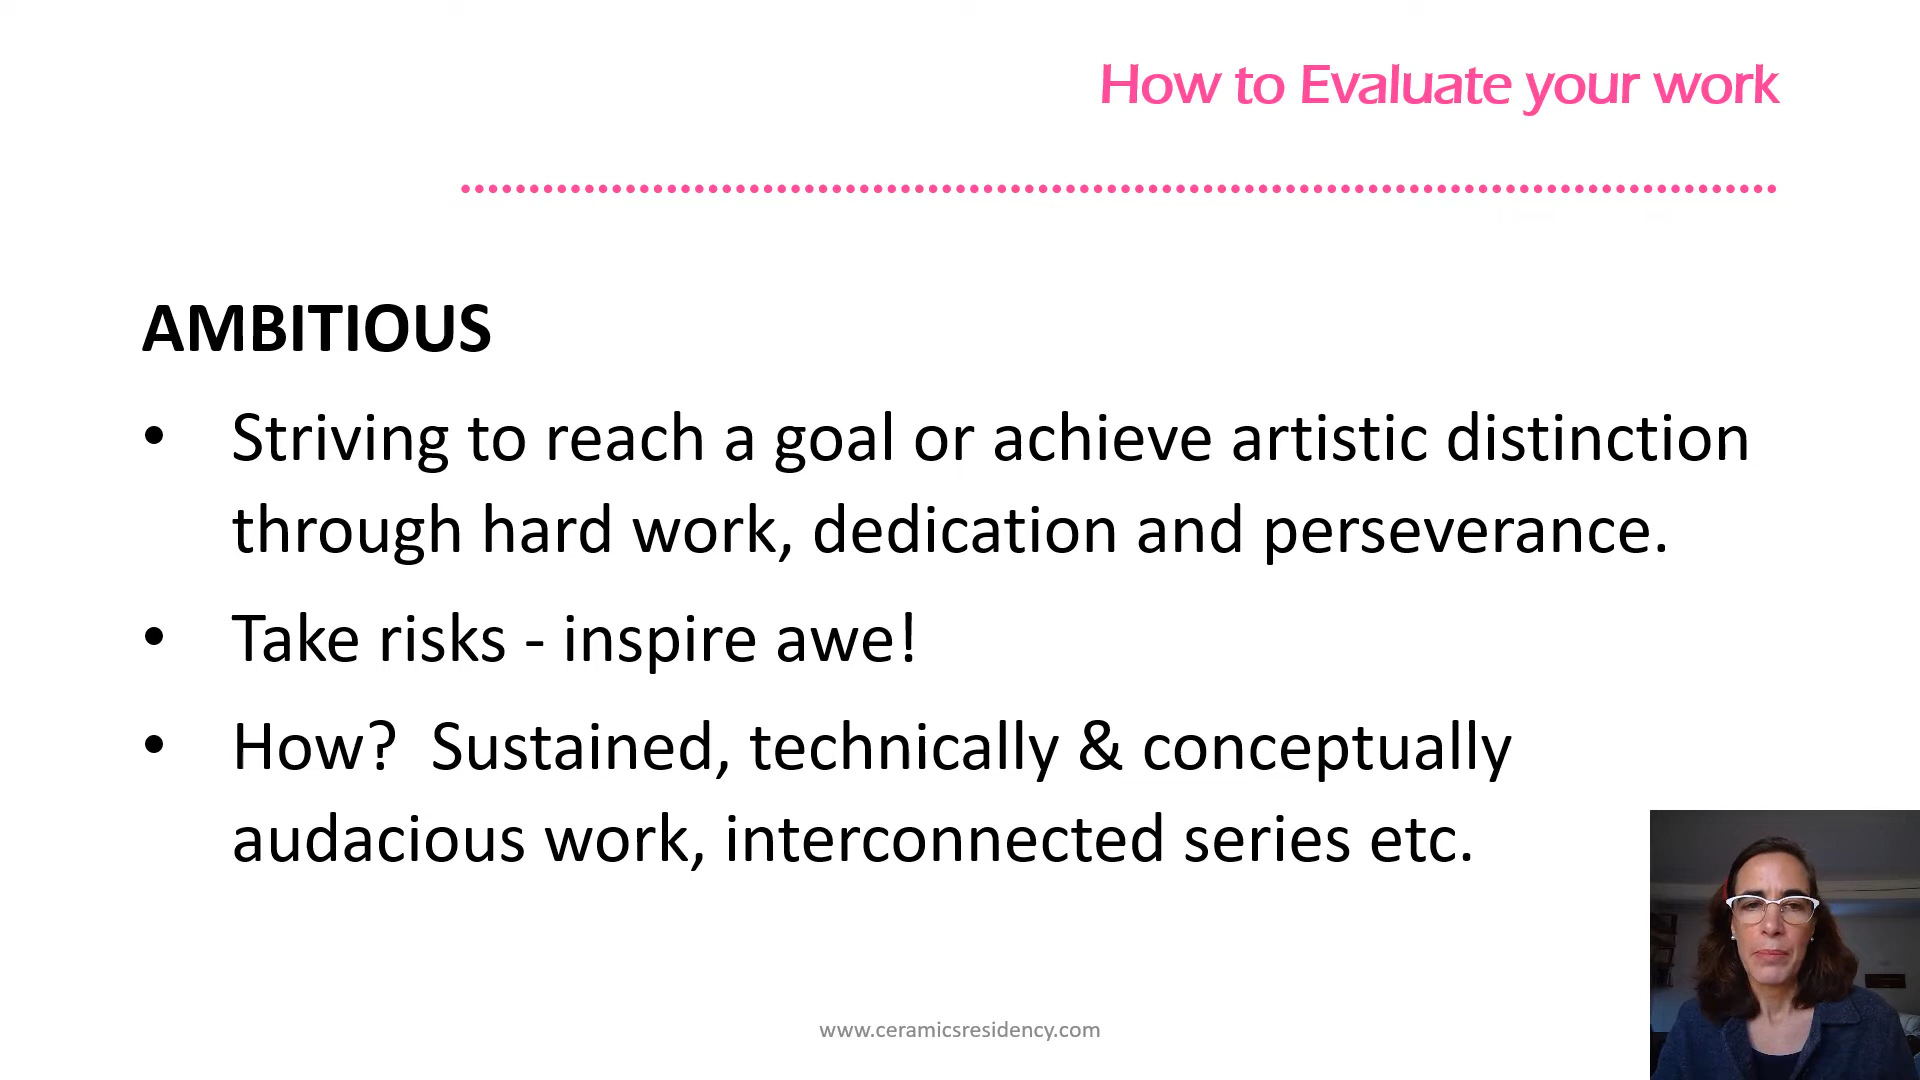 How to Evaluate your work
AMBITIOUS
• Striving to reach a goal or achieve artistic distinction
through hard work, dedication and perseverance.
• Take risks - inspire awe!
• How?  Sustained, technically & conceptually
audacious work, interconnected series etc.
www.ceramicsresidency.com